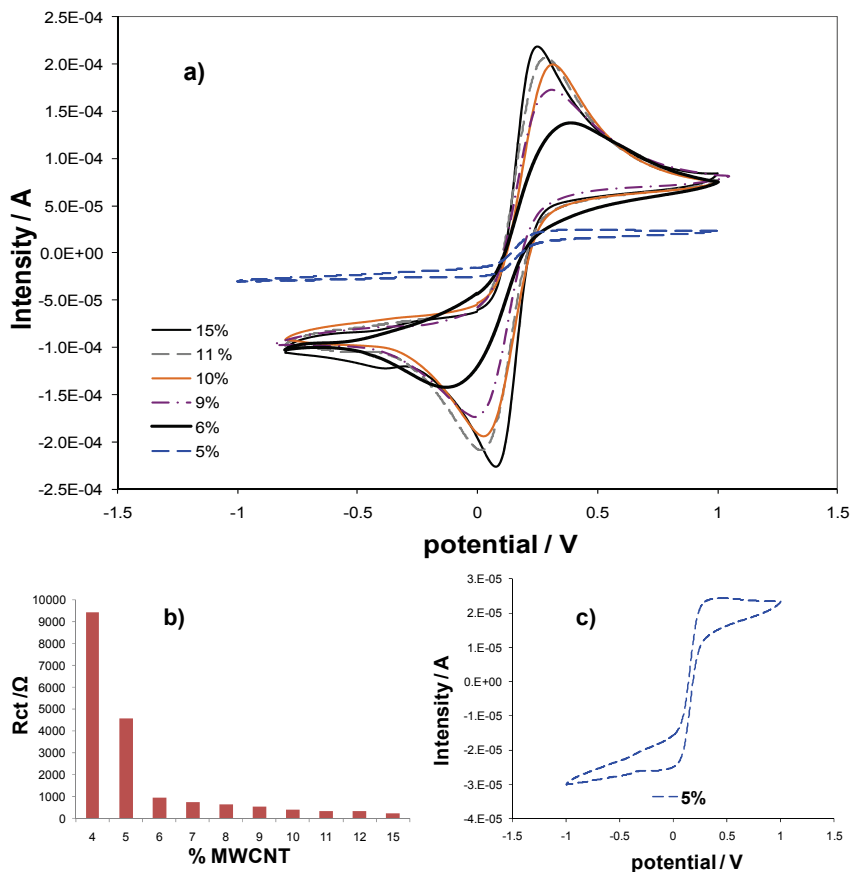 a)
2.5E-04
2.0E-04
1.5E-04
1.0E-04
5.0E-05
0.0E+00
-5.0E-05
-1.0E-04
-1.5E-04
-2.0E-04
-2.5E-04
Intensity / A
15%
11 %
10%
9%
6%
5%
-1.5 -1 -0.5 0 0.5 1 1.5
potential / V
b)
10000
9000
8000
7000
6000
5000
4000
3000
2000
1000
0
Rct /Ω
4 5 6 7 8 9 10 11 12 15
% MWCNT
c)
3.E-05
2.E-05
1.E-05
0.E+00
-1.E-05
-2.E-05
-3.E-05
-4.E-05
Intensity / A
5%
-1.5 -1 -0.5 0 0.5 1 1.5
potential / V